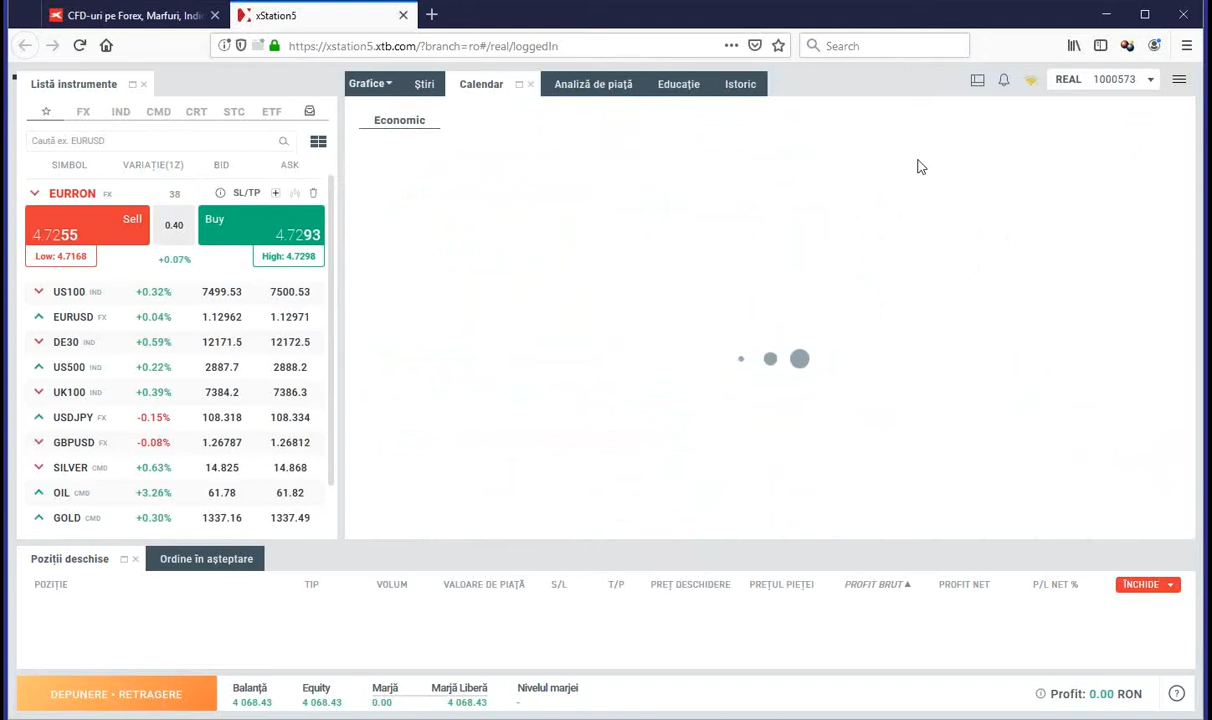 CFD-uri pe Forex, Marfuri, Indi
xStation5
https://xstation5.xtb.com/?branch=ro#/real/loggedIn
Search
Listă instrumente
Grafice
Știri
Calendar
Analiză de piață
Educație
Istoric
REAL 1000573
FX IND CMD CRT STC ETF
Economic
Caută ex. EURUSD
SIMBOL VARIAȚIE(1Z) BID ASK
EURRON FX 38 SL/TP
Sell 0.40 Buy
4.7255 4.7293
Low: 4.7168 +0.07% High: 4.7298
US100 IND +0.32% 7499.53 7500.53
EURUSD FX +0.04% 1.12962 1.12971
DE30 IND +0.59% 12171.5 12172.5
US500 IND +0.22% 2887.7 2888.2
UK100 IND +0.39% 7384.2 7386.3
USDJPY FX -0.15% 108.318 108.334
GBPUSD FX -0.08% 1.26787 1.26812
SILVER CMD +0.63% 14.825 14.868
OIL CMD +3.26% 61.78 61.82
GOLD CMD +0.30% 1337.16 1337.49
Poziții deschise
Ordine în așteptare
POZIȚIE TIP VOLUM VALOARE DE PIAȚĂ S/L T/P PREȚ DESCHIDERE PREȚUL PIEȚEI PROFIT BRUT PROFIT NET P/L NET % ÎNCHIDE
DEPUNERE • RETRAGERE
Balanță Equity Marjă Marjă Liberă Nivelul marjei
4 068.43 4 068.43 0.00 4 068.43 -
Profit: 0.00 RON